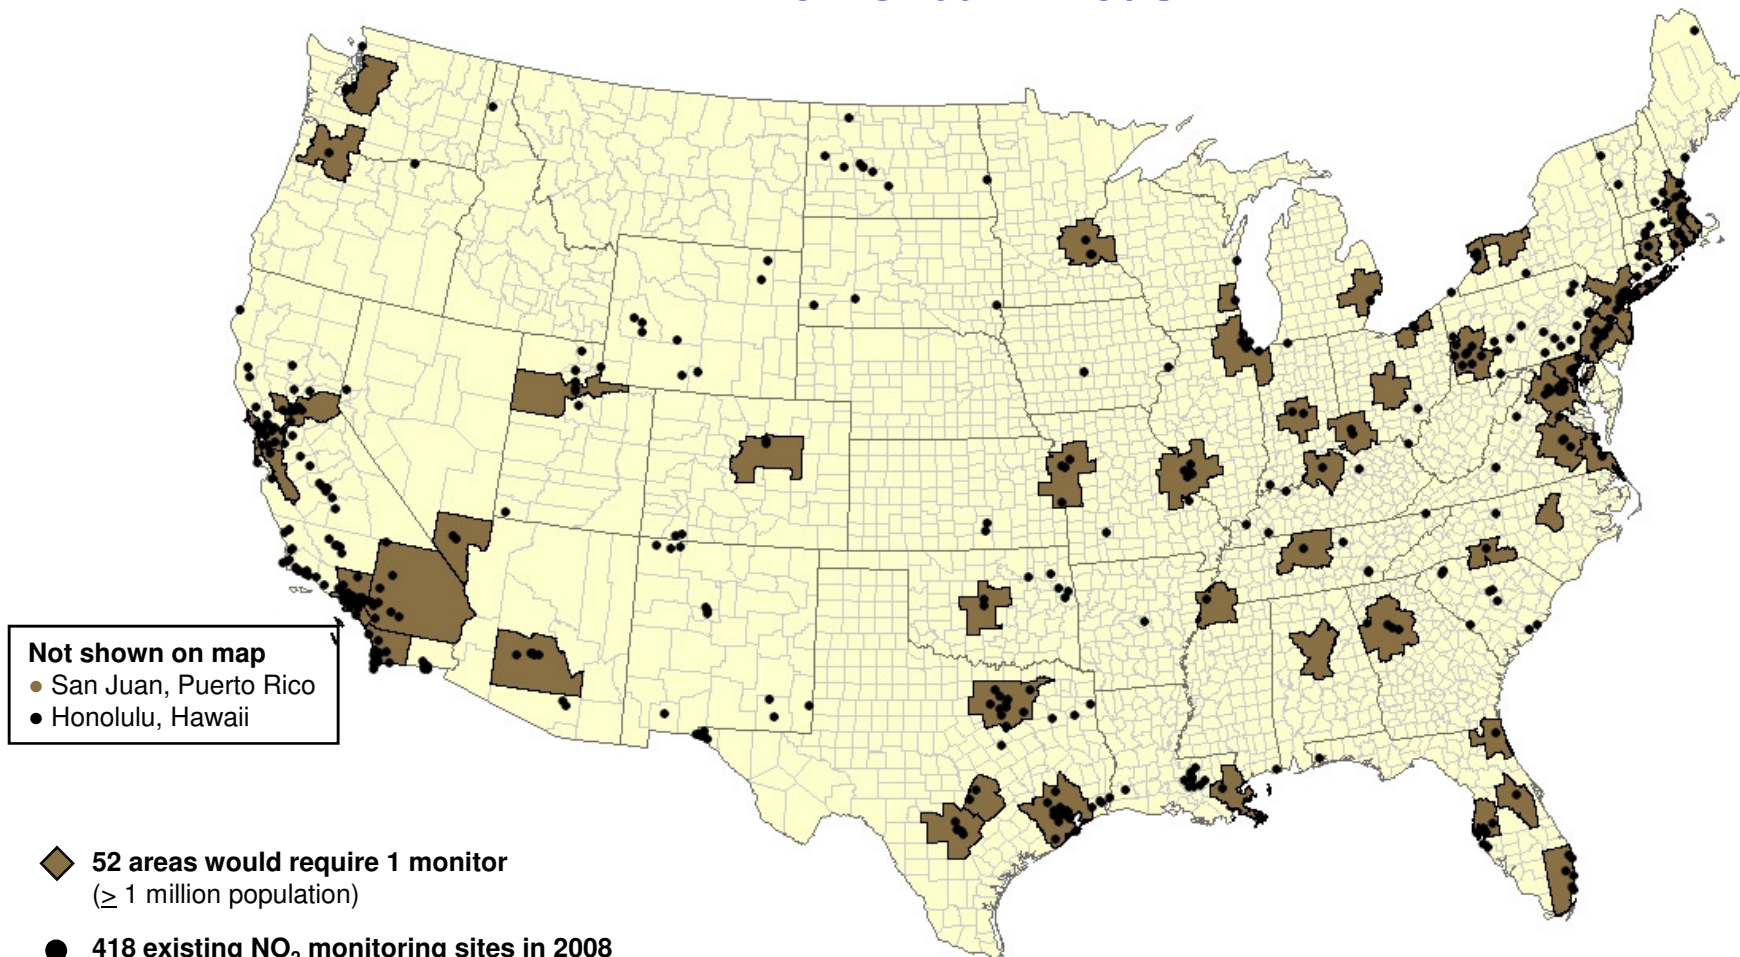 Not shown on map
● San Juan, Puerto Rico
● Honolulu, Hawaii
52 areas would require 1 monitor
(≥ 1 million population)
418 existing NO₂ monitoring sites in 2008